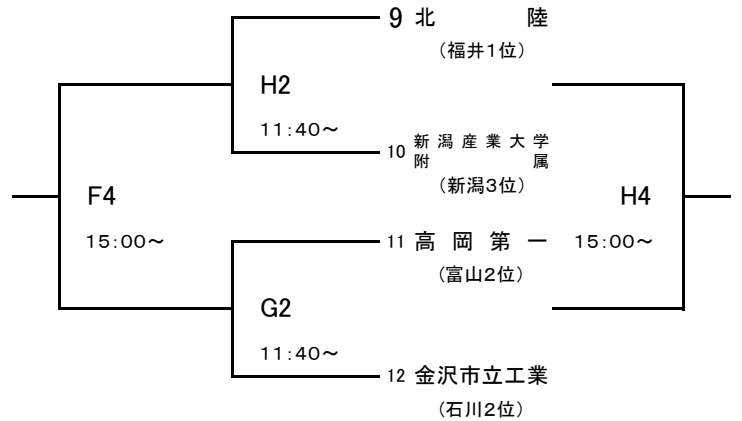 9 北陸
(福井1位)
H2
11:40～
10 新潟産業大学
附属
(新潟3位)
F4
H4
15:00～
11 高岡第一
15:00～
(富山2位)
G2
11:40～
12 金沢市立工業
(石川2位)